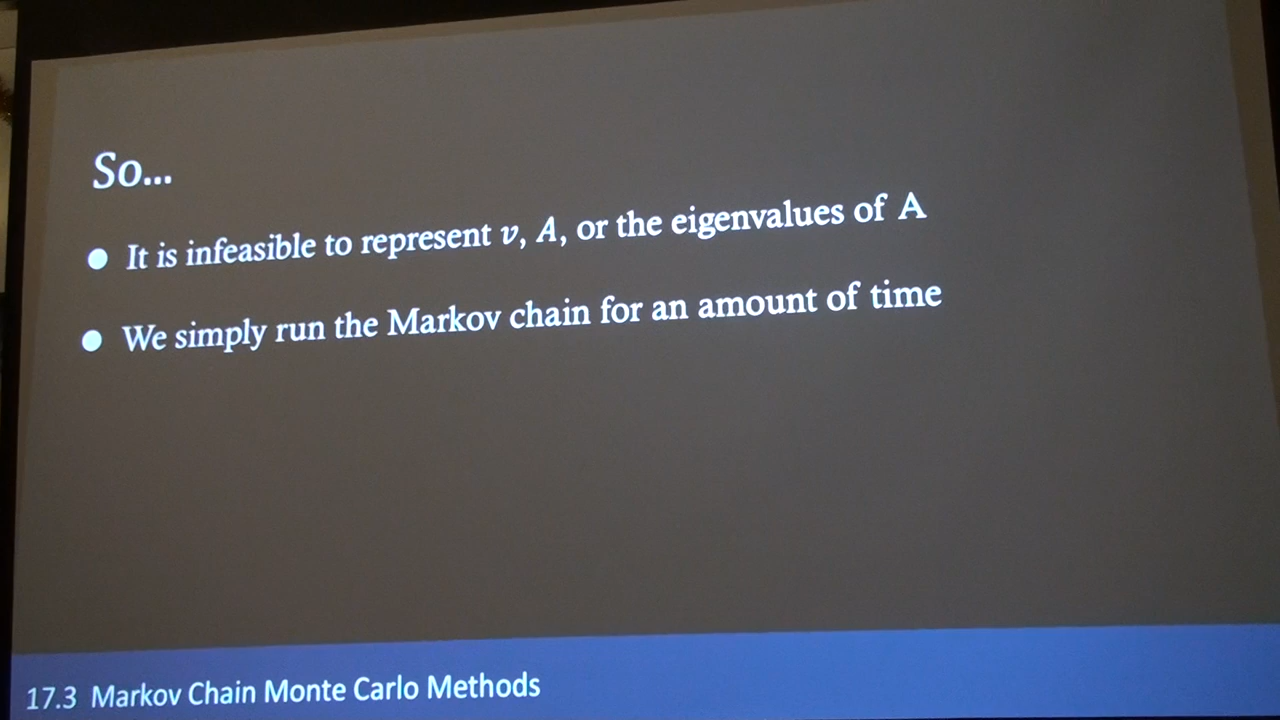 So...
● It is infeasible to represent v, A, or the eigenvalues of A
● We simply run the Markov chain for an amount of time
17.3 Markov Chain Monte Carlo Methods